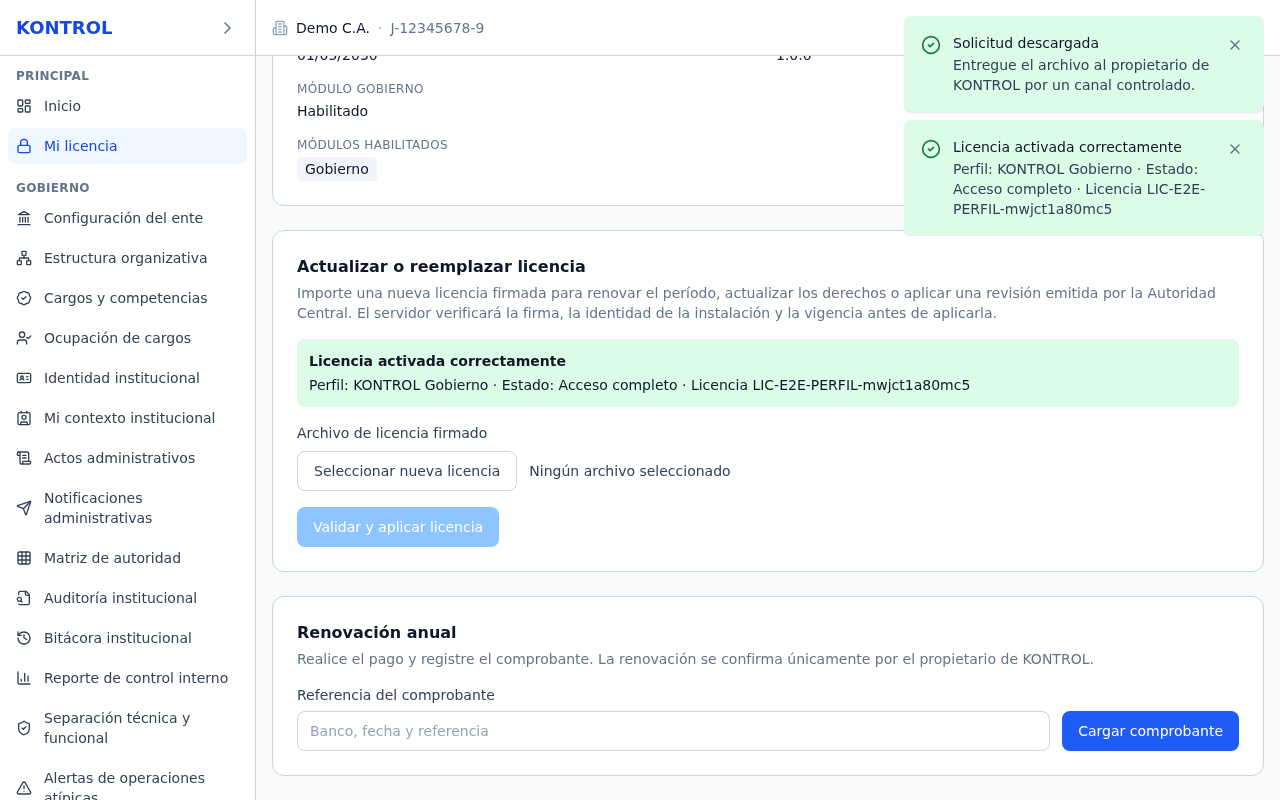 KONTROL
PRINCIPAL
Inicio
Mi licencia
GOBIERNO
Configuración del ente
Estructura organizativa
Cargos y competencias
Ocupación de cargos
Identidad institucional
Mi contexto institucional
Actos administrativos
Notificaciones
administrativas
Matriz de autoridad
Auditoría institucional
Bitácora institucional
Reporte de control interno
Separación técnica y
funcional
Alertas de operaciones
atípicas
Demo C.A. · J-12345678-9
MÓDULO GOBIERNO
Habilitado
MÓDULOS HABILITADOS
Gobierno
Solicitud descargada
Entregue el archivo al propietario de
KONTROL por un canal controlado.
Licencia activada correctamente
Perfil: KONTROL Gobierno · Estado:
Acceso completo · Licencia LIC-E2E-
PERFIL-mwjct1a80mc5
Actualizar o reemplazar licencia
Importe una nueva licencia firmada para renovar el período, actualizar los derechos o aplicar una revisión emitida por la Autoridad
Central. El servidor verificará la firma, la identidad de la instalación y la vigencia antes de aplicarla.
Licencia activada correctamente
Perfil: KONTROL Gobierno · Estado: Acceso completo · Licencia LIC-E2E-PERFIL-mwjct1a80mc5
Archivo de licencia firmado
Seleccionar nueva licencia
Ningún archivo seleccionado
Validar y aplicar licencia
Renovación anual
Realice el pago y registre el comprobante. La renovación se confirma únicamente por el propietario de KONTROL.
Referencia del comprobante
Banco, fecha y referencia
Cargar comprobante